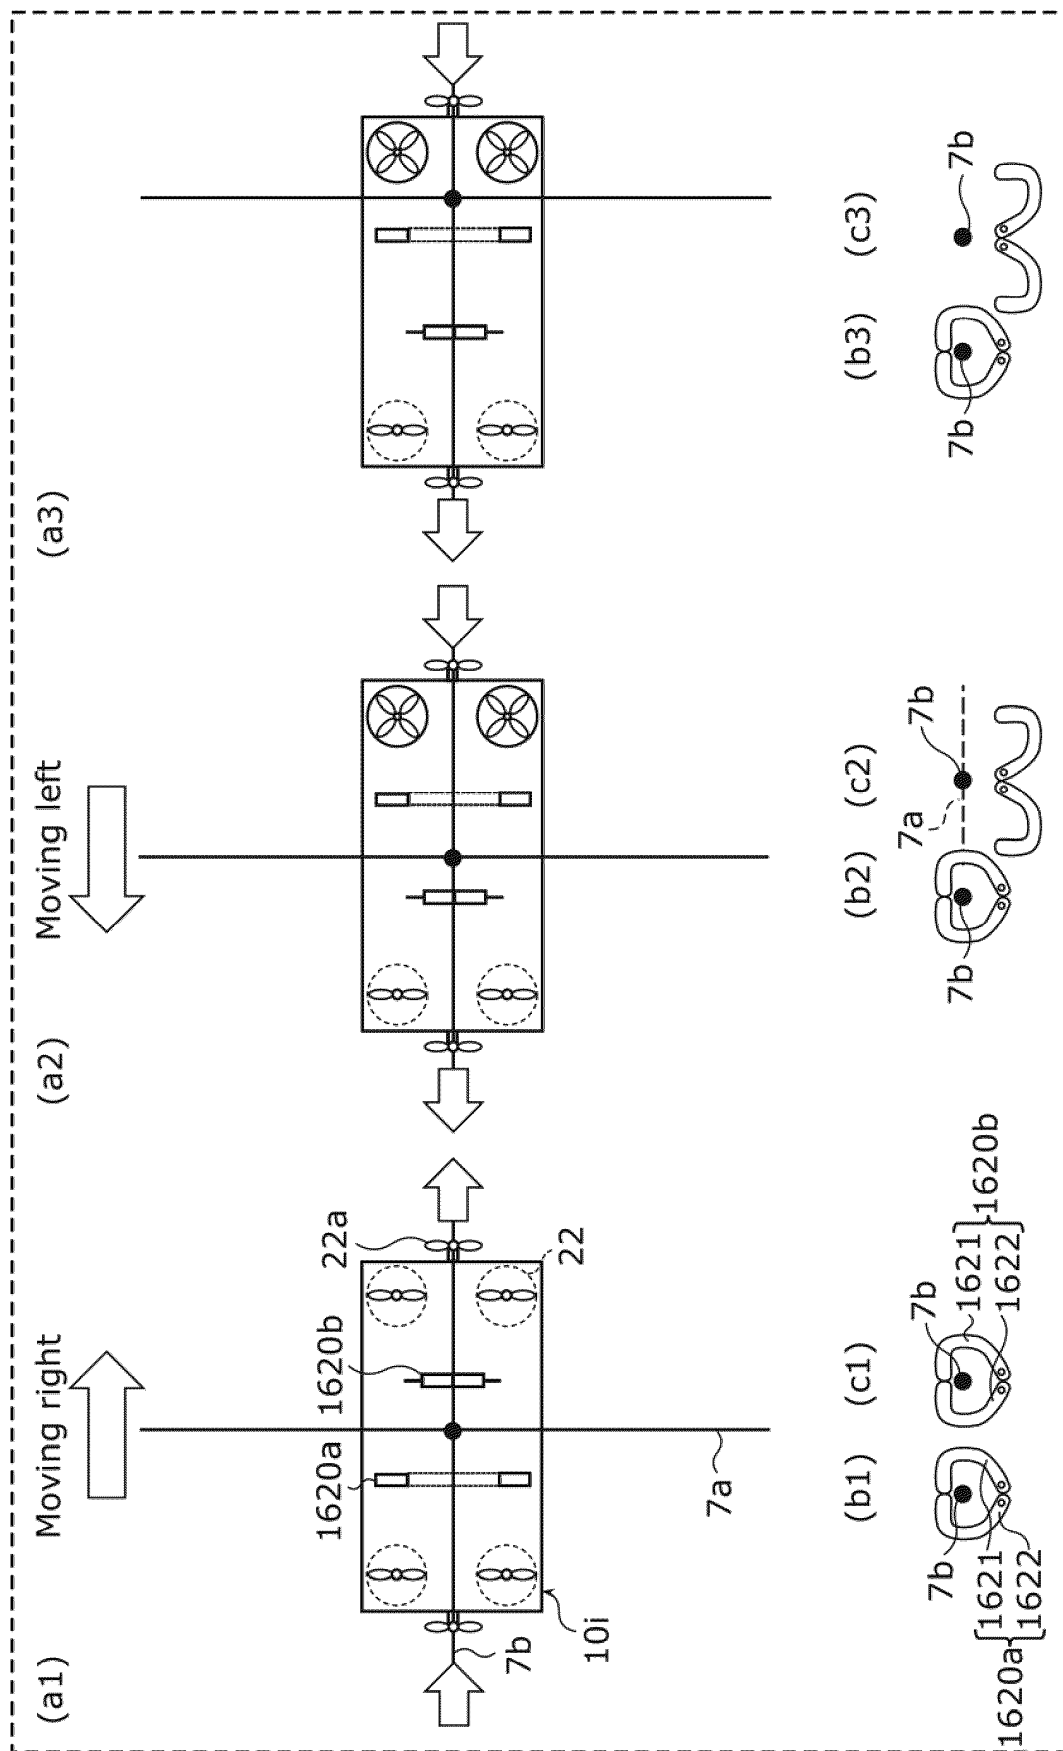 (a1)
Moving right
(a2)
Moving left
(a3)
1620a
1620b
22a
22
7b
10i
7a
(b1)
(c1)
7b
1621
1622
1620a
7b
1621
1622
1620b
(b2)
(c2)
7b
7a
7b
(b3)
(c3)
7b
7b